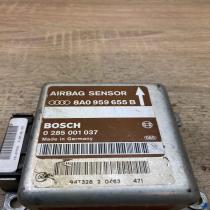 AIRBAG SENSOR
8A0 959 655 B
BOSCH
0 285 001 037
Made in Germany